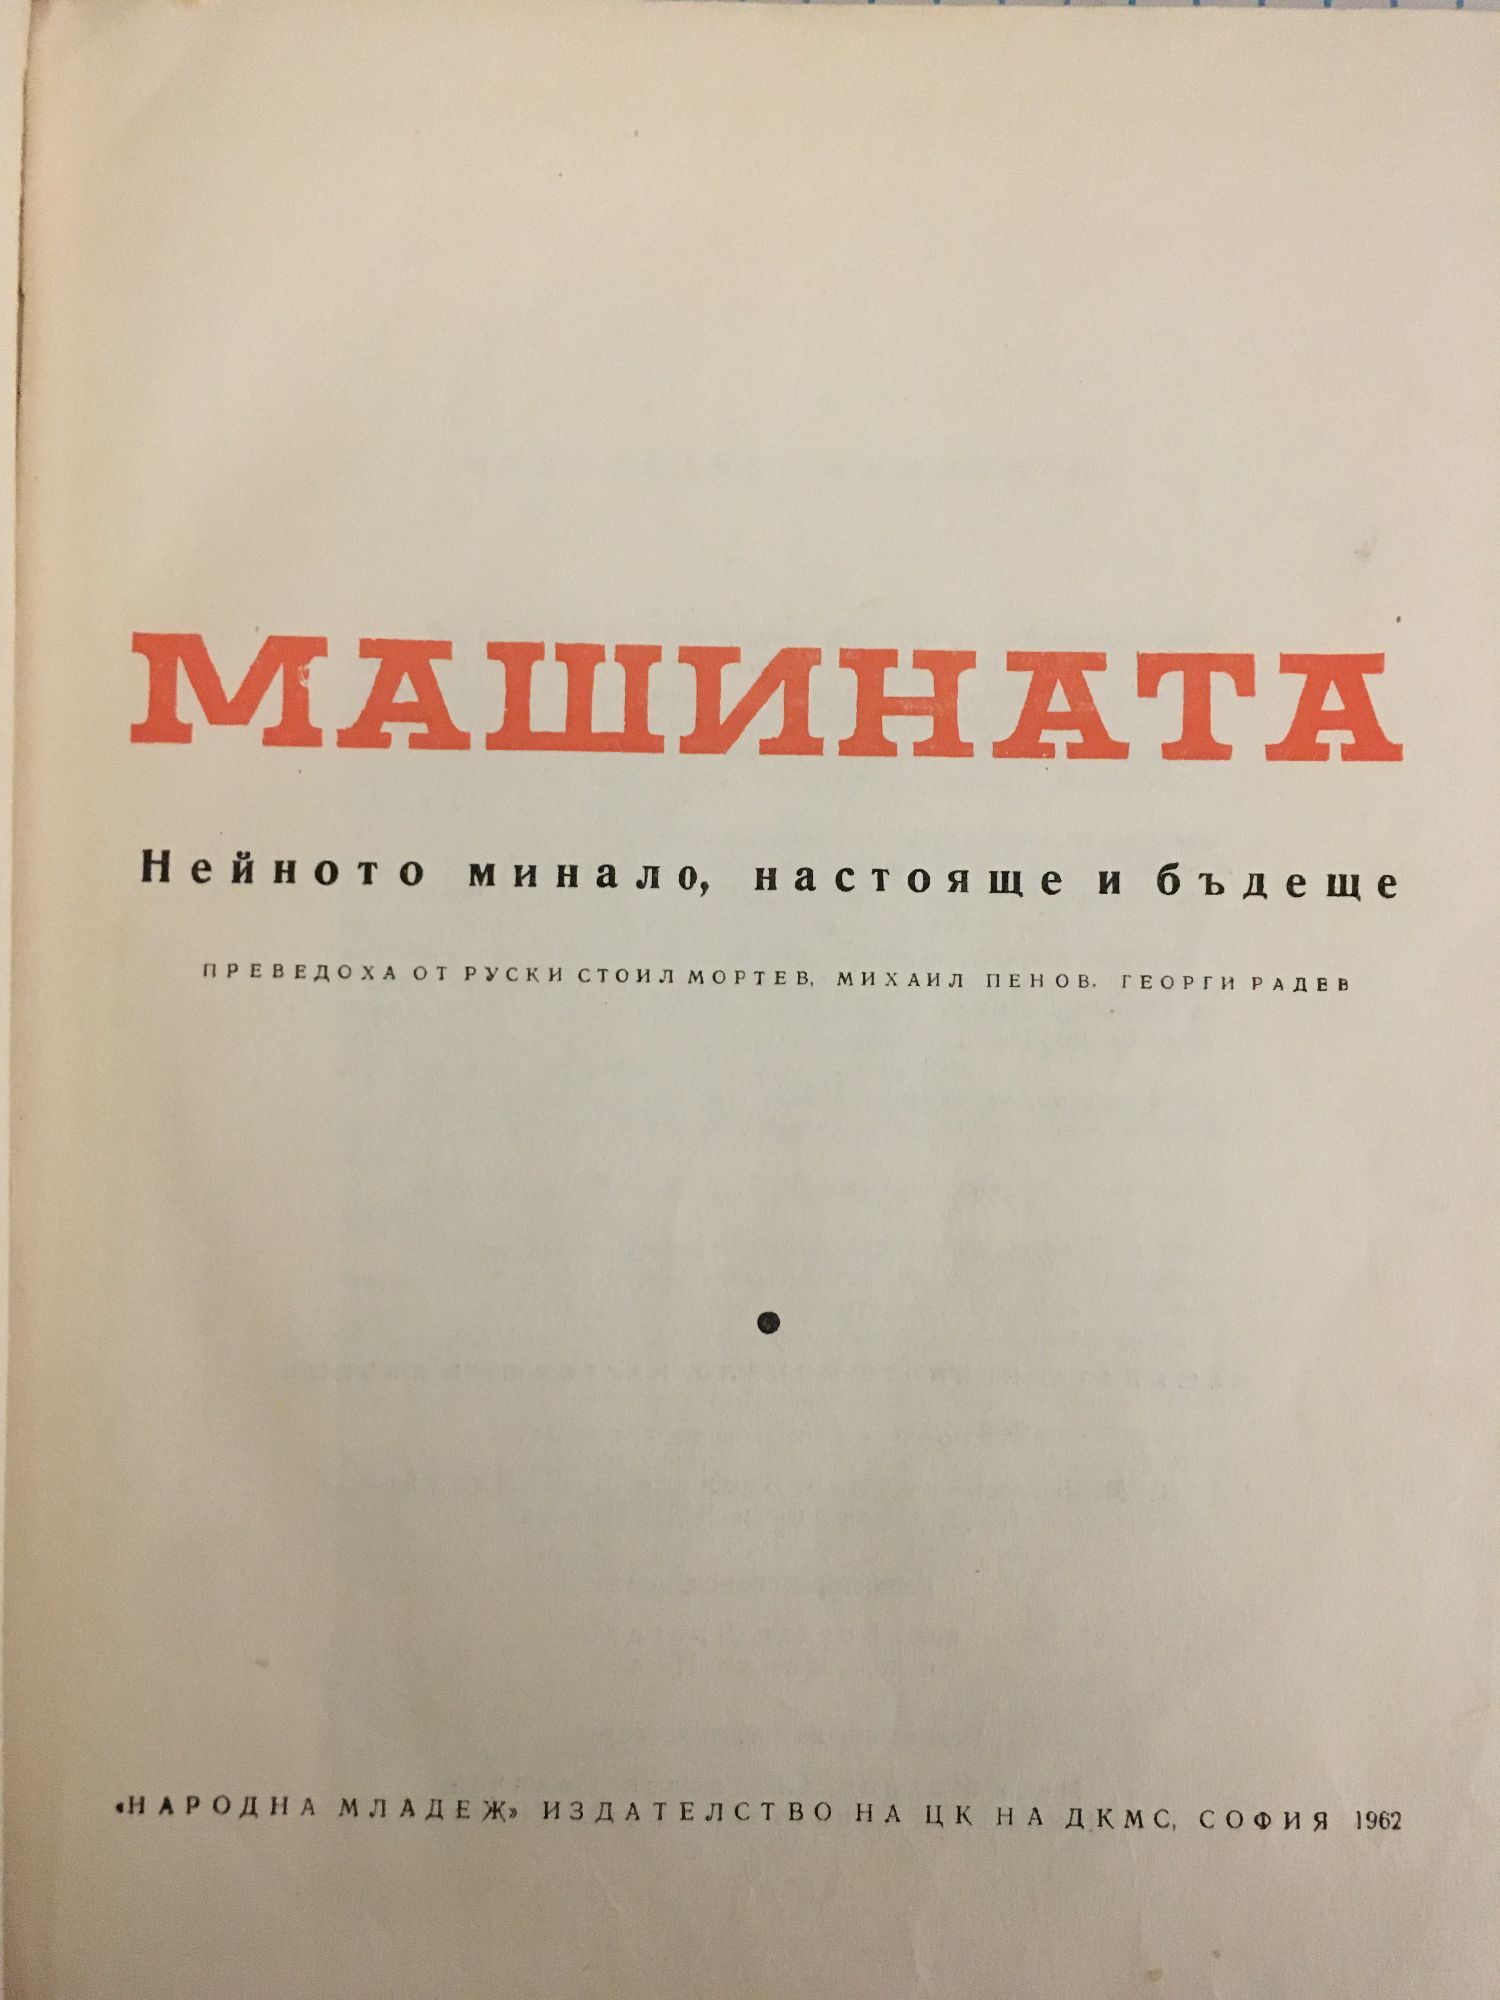 МАШИНАТА
Нейното минало, настояще и бъдеще
ПРЕВЕДОХА ОТ РУСКИ СТОИЛ МОРТЕВ, МИХАИЛ ПЕНОВ. ГЕОРГИ РАДЕВ
«НАРОДНА МЛАДЕЖ» ИЗДАТЕЛСТВО НА ЦК НА ДКМС, СОФИЯ 1962